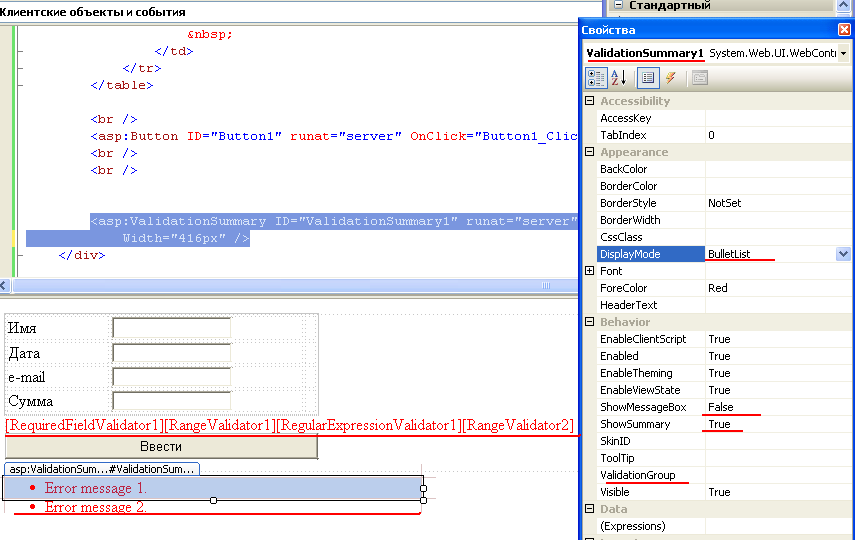 Клиентские объекты и события
&nbsp;
</td>
</tr>
</table>
<br />
<asp:Button ID="Button1" runat="server" OnClick="Button1_Clic
<br />
<br />
<asp:ValidationSummary ID="ValidationSummary1" runat="server"
Width="416px" />
</div>
Имя
Дата
e-mail
Сумма
[RequiredFieldValidator1][RangeValidator1][RegularExpressionValidator1][RangeValidator2]
Ввести
asp:ValidationSum...#ValidationSum...
Error message 1.
Error message 2.
Стандартный
Свойства
ValidationSummary1 System.Web.UI.WebContr
Accessibility
AccessKey
TabIndex 0
Appearance
BackColor
BorderColor
BorderStyle NotSet
BorderWidth
CssClass
DisplayMode BulletList
Font
ForeColor Red
HeaderText
Behavior
EnableClientScript True
Enabled True
EnableTheming True
EnableViewState True
ShowMessageBox False
ShowSummary True
SkinID
ToolTip
ValidationGroup
Visible True
Data
(Expressions)